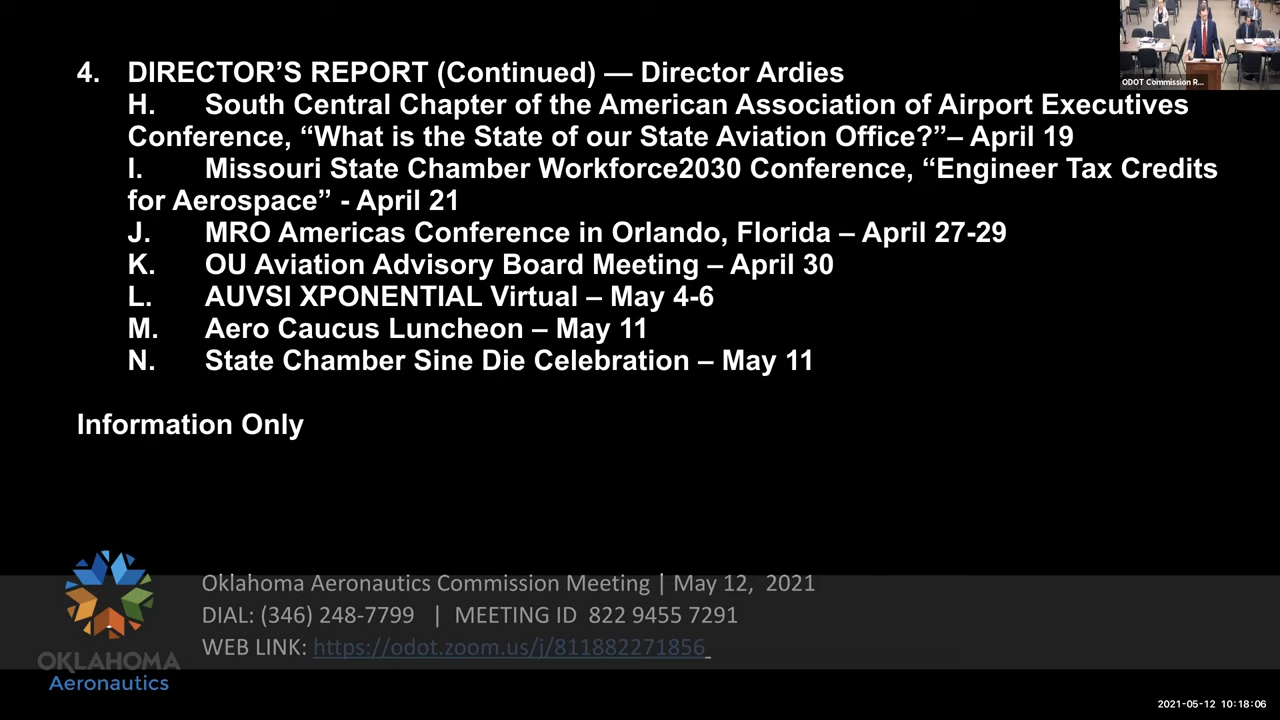 ODOT Commission R...
4. DIRECTOR’S REPORT (Continued) — Director Ardies
H. South Central Chapter of the American Association of Airport Executives
Conference, “What is the State of our State Aviation Office?”– April 19
I. Missouri State Chamber Workforce2030 Conference, “Engineer Tax Credits
for Aerospace” - April 21
J. MRO Americas Conference in Orlando, Florida – April 27-29
K. OU Aviation Advisory Board Meeting – April 30
L. AUVSI XPONENTIAL Virtual – May 4-6
M. Aero Caucus Luncheon – May 11
N. State Chamber Sine Die Celebration – May 11
Information Only
Oklahoma Aeronautics Commission Meeting | May 12, 2021
DIAL: (346) 248-7799 | MEETING ID 822 9455 7291
WEB LINK: https://odot.zoom.us/j/811882271856
OKLAHOMA
Aeronautics
2021-05-12 10:18:06